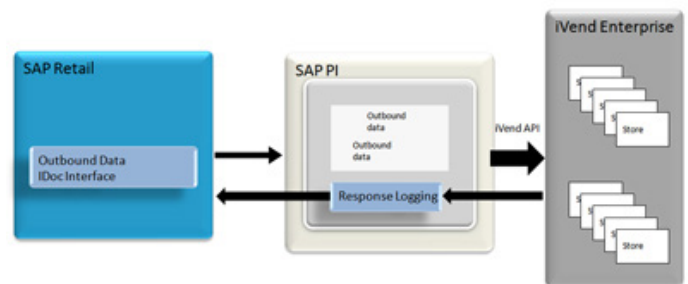 SAP Retail
Outbound Data
IDoc Interface
SAP PI
Outbound
data
Outbound
data
Response Logging
iVend API
iVend Enterprise
Store
Store